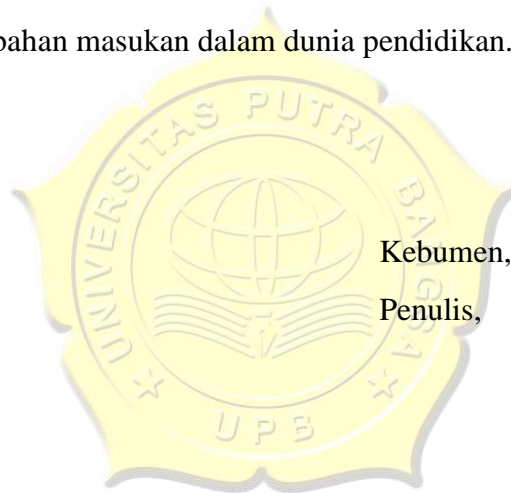 bahan masukan dalam dunia pendidikan.
UNIVERSITAS PUTRA BANGSA
Kebumen,
Penulis,
UPB